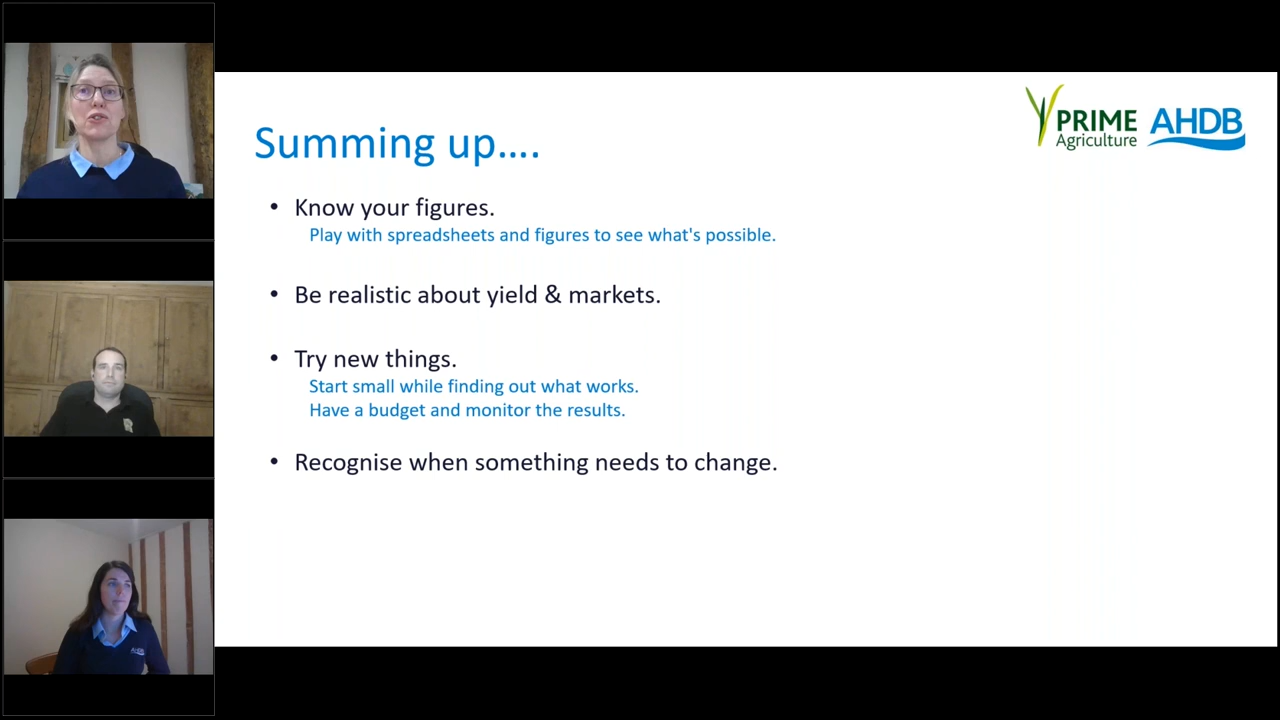 PRIME
Agriculture
AHDB
Summing up....
• Know your figures.
Play with spreadsheets and figures to see what's possible.
• Be realistic about yield & markets.
• Try new things.
Start small while finding out what works.
Have a budget and monitor the results.
• Recognise when something needs to change.
AHDB